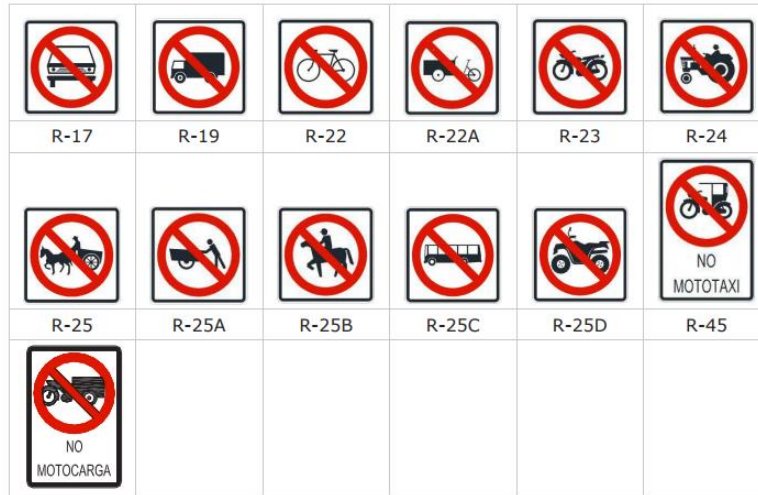 R-17 R-19 R-22 R-22A R-23 R-24
NO
MOTOTAXI
R-25 R-25A R-25B R-25C R-25D R-45
NO
MOTOCARGA